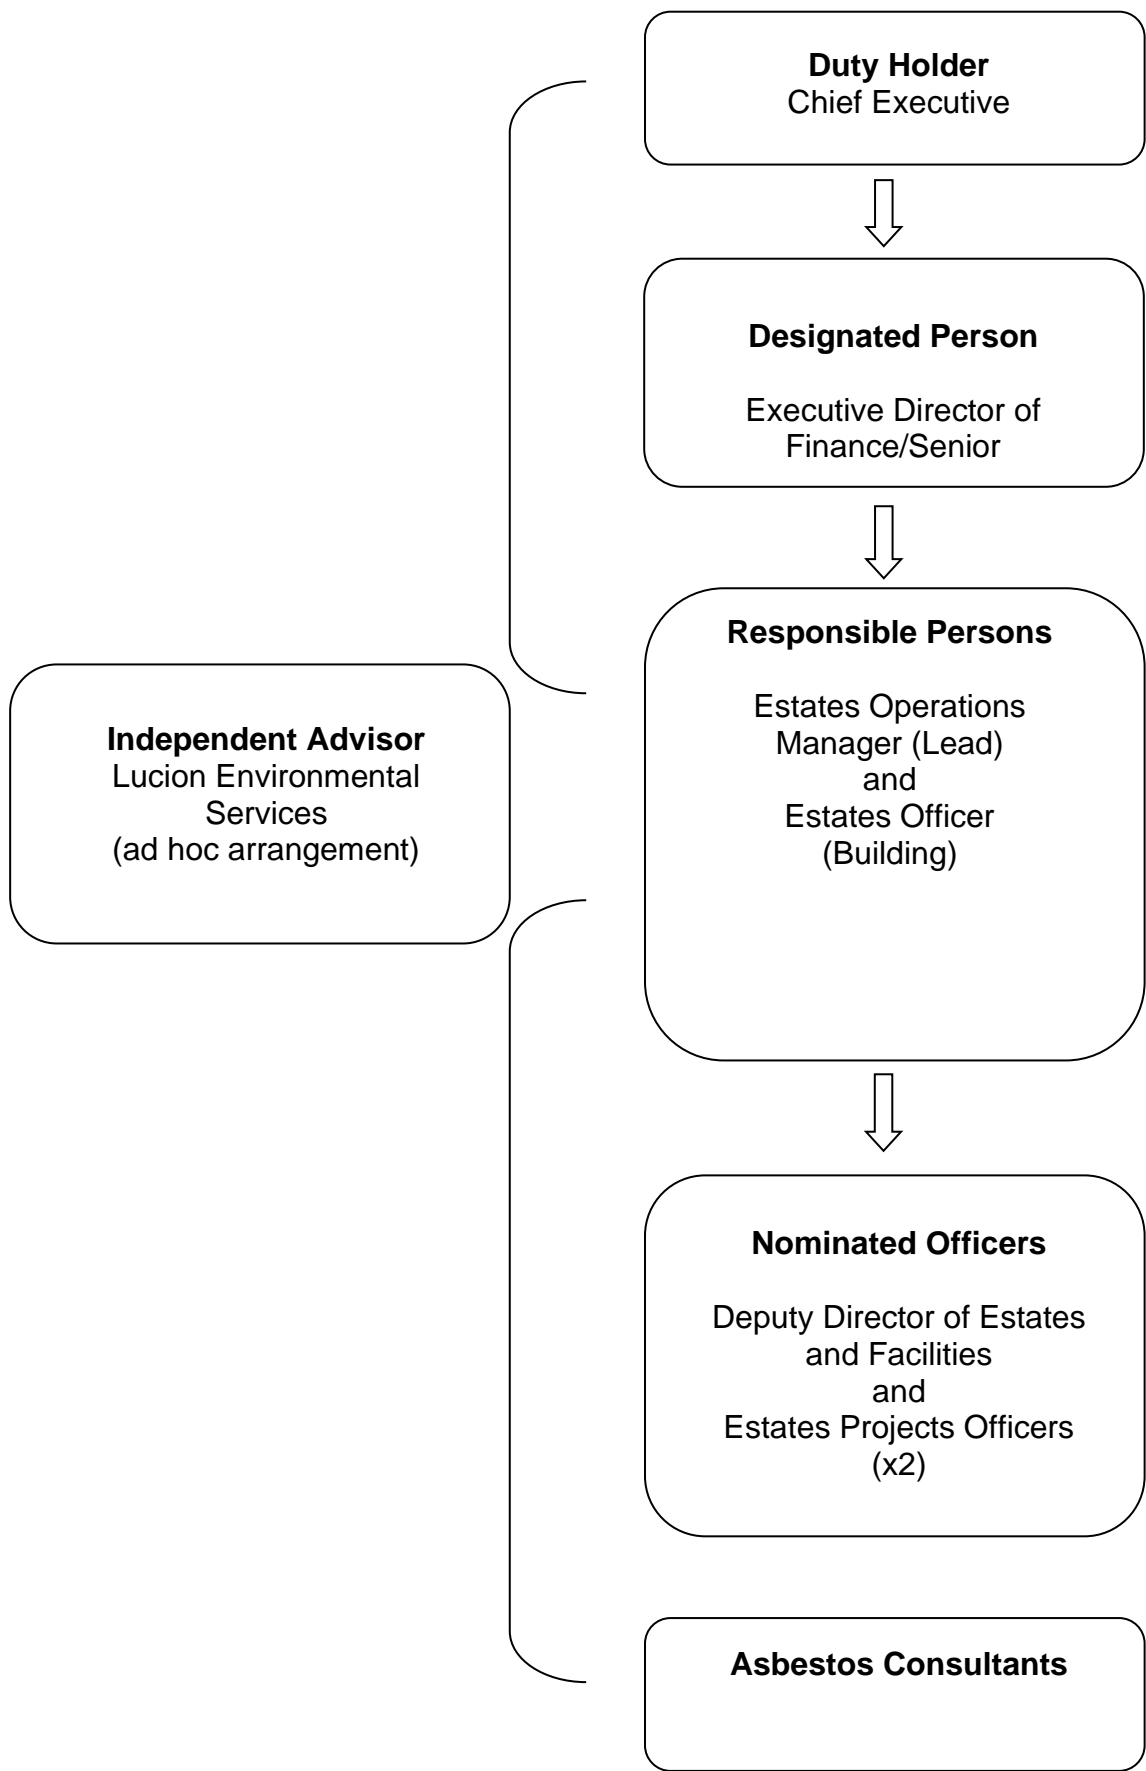 Duty Holder
Chief Executive
Designated Person
Executive Director of
Finance/Senior
Responsible Persons
Estates Operations
Manager (Lead)
and
Estates Officer
(Building)
Independent Advisor
Lucion Environmental
Services
(ad hoc arrangement)
Nominated Officers
Deputy Director of Estates
and Facilities
and
Estates Projects Officers
(x2)
Asbestos Consultants